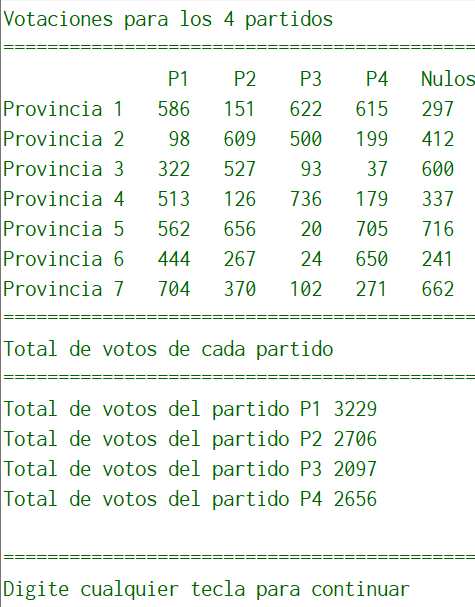 Votaciones para los 4 partidos
===========================================
P1 P2 P3 P4 Nulos
Provincia 1 586 151 622 615 297
Provincia 2 98 609 500 199 412
Provincia 3 322 527 93 37 600
Provincia 4 513 126 736 179 337
Provincia 5 562 656 20 705 716
Provincia 6 444 267 24 650 241
Provincia 7 704 370 102 271 662
===========================================
Total de votos de cada partido
===========================================
Total de votos del partido P1 3229
Total de votos del partido P2 2706
Total de votos del partido P3 2097
Total de votos del partido P4 2656
===========================================
Digite cualquier tecla para continuar